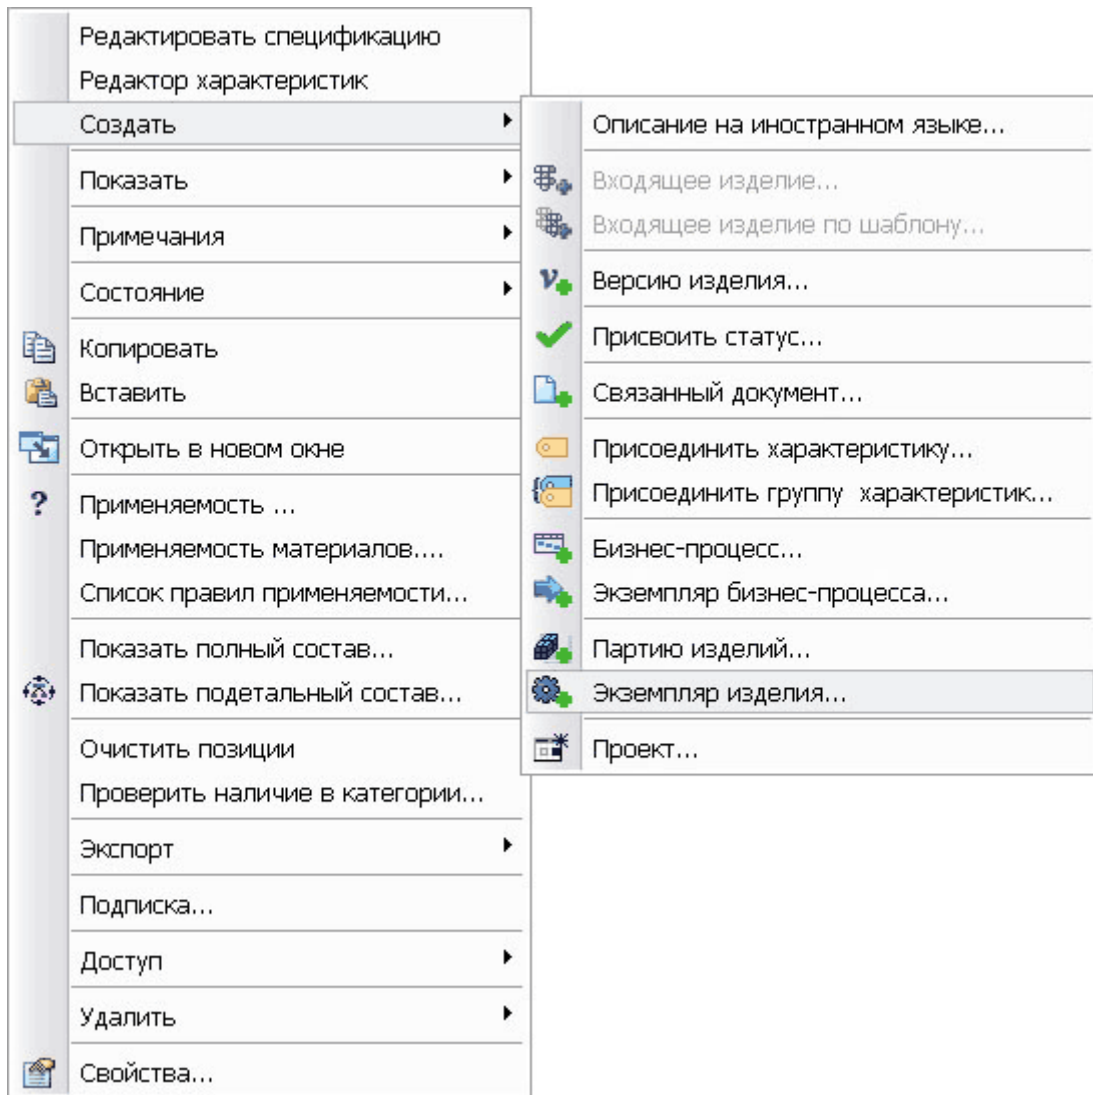 Редактировать спецификацию
Редактор характеристик
Создать
Показать
Примечания
Состояние
Копировать
Вставить
Открыть в новом окне
Применяемость ...
Применяемость материалов....
Список правил применяемости...
Показать полный состав...
Показать подетальный состав...
Очистить позиции
Проверить наличие в категории...
Экспорт
Подписка...
Доступ
Удалить
Свойства...
Описание на иностранном языке...
Входящее изделие...
Входящее изделие по шаблону...
Версию изделия...
Присвоить статус...
Связанный документ...
Присоединить характеристику...
Присоединить группу характеристик...
Бизнес-процесс...
Экземпляр бизнес-процесса...
Партию изделий...
Экземпляр изделия...
Проект...